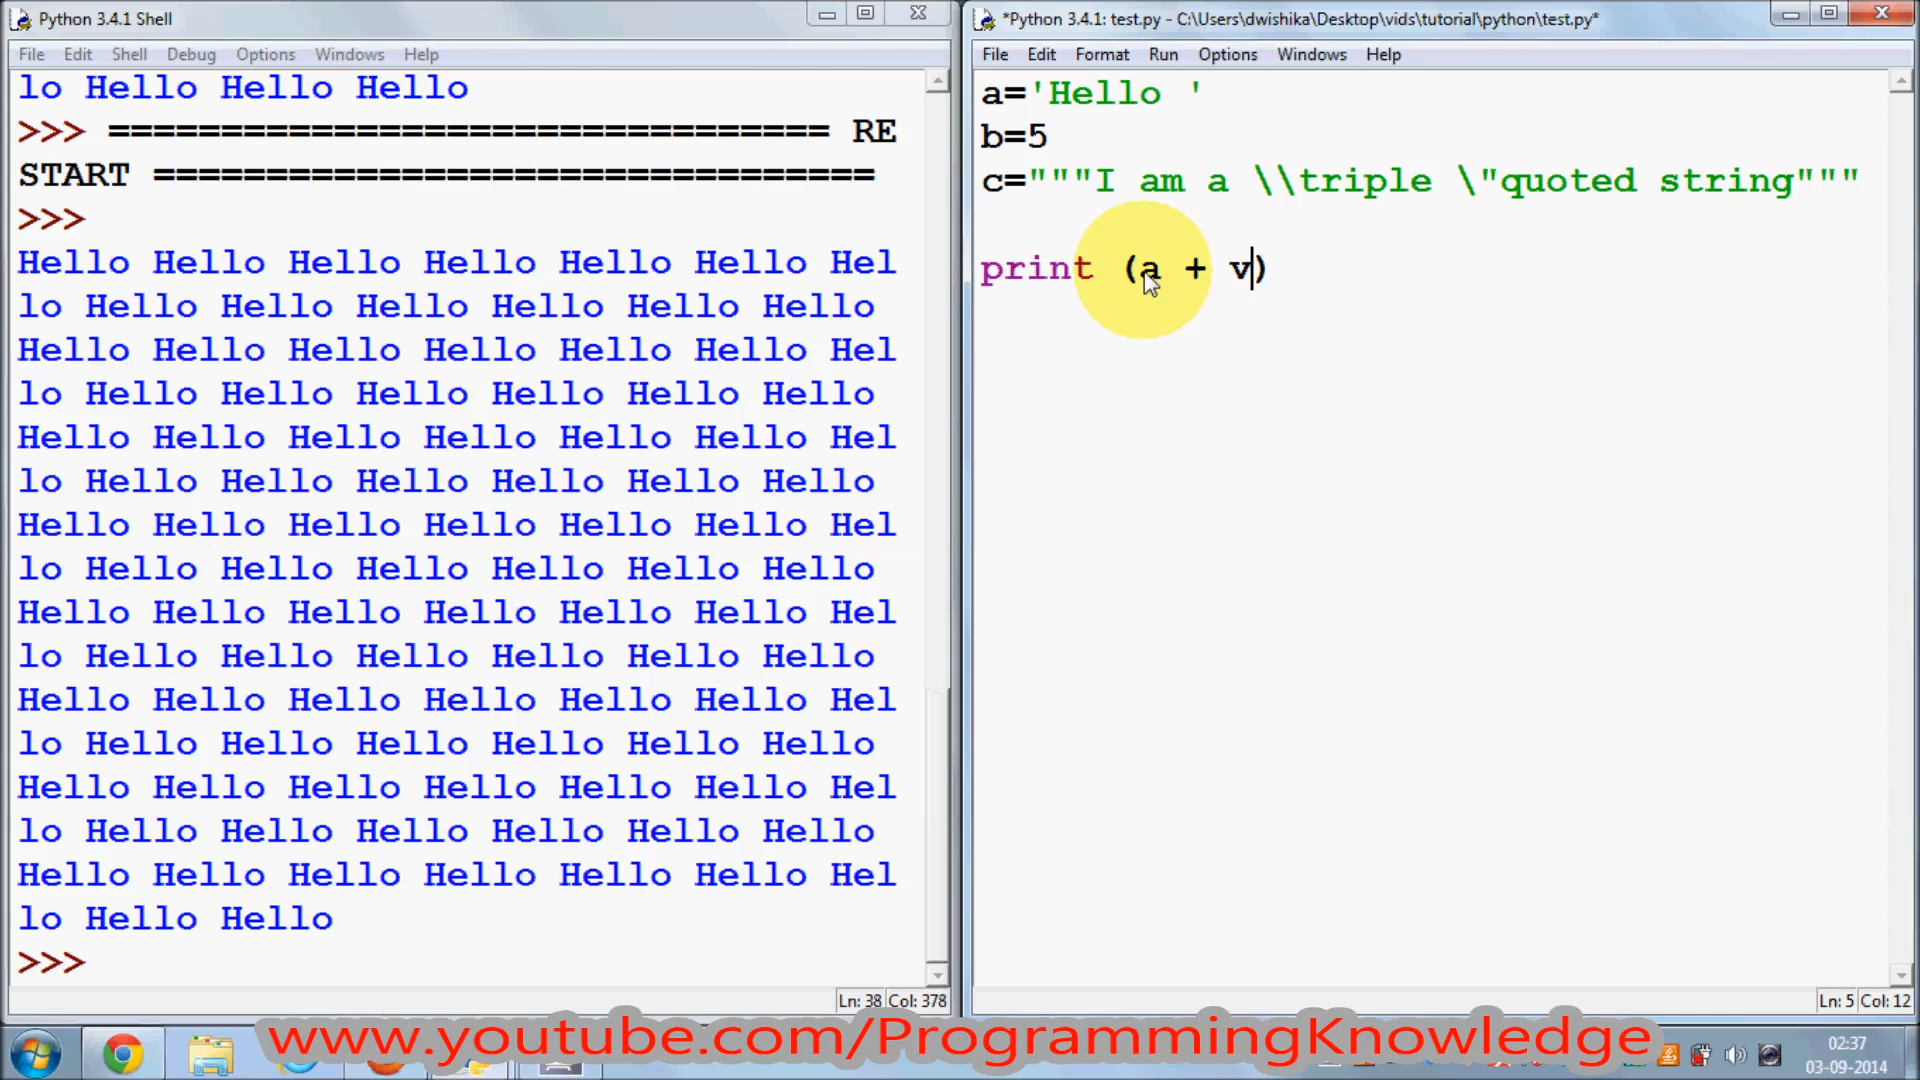 Python 3.4.1 Shell
File Edit Shell Debug Options Windows Help
lo Hello Hello Hello
>>> ================================ RE
START ================================
>>>
Hello Hello Hello Hello Hello Hello Hel
lo Hello Hello Hello Hello Hello Hello
Hello Hello Hello Hello Hello Hello Hel
lo Hello Hello Hello Hello Hello Hello
Hello Hello Hello Hello Hello Hello Hel
lo Hello Hello Hello Hello Hello Hello
Hello Hello Hello Hello Hello Hello Hel
lo Hello Hello Hello Hello Hello Hello
Hello Hello Hello Hello Hello Hello Hel
lo Hello Hello Hello Hello Hello Hello
Hello Hello Hello Hello Hello Hello Hel
lo Hello Hello Hello Hello Hello Hello
Hello Hello Hello Hello Hello Hello Hel
lo Hello Hello Hello Hello Hello Hello
Hello Hello Hello Hello Hello Hello Hel
lo Hello Hello
>>>
Ln: 38 Col: 378
*Python 3.4.1: test.py - C:\Users\dwishika\Desktop\vids\tutorial\python\test.py*
File Edit Format Run Options Windows Help
a='Hello '
b=5
c="""I am a \\triple \"quoted string"""
print (a + v)
Ln: 5 Col: 12
www.youtube.com/ProgrammingKnowledge
02:37
03-09-2014